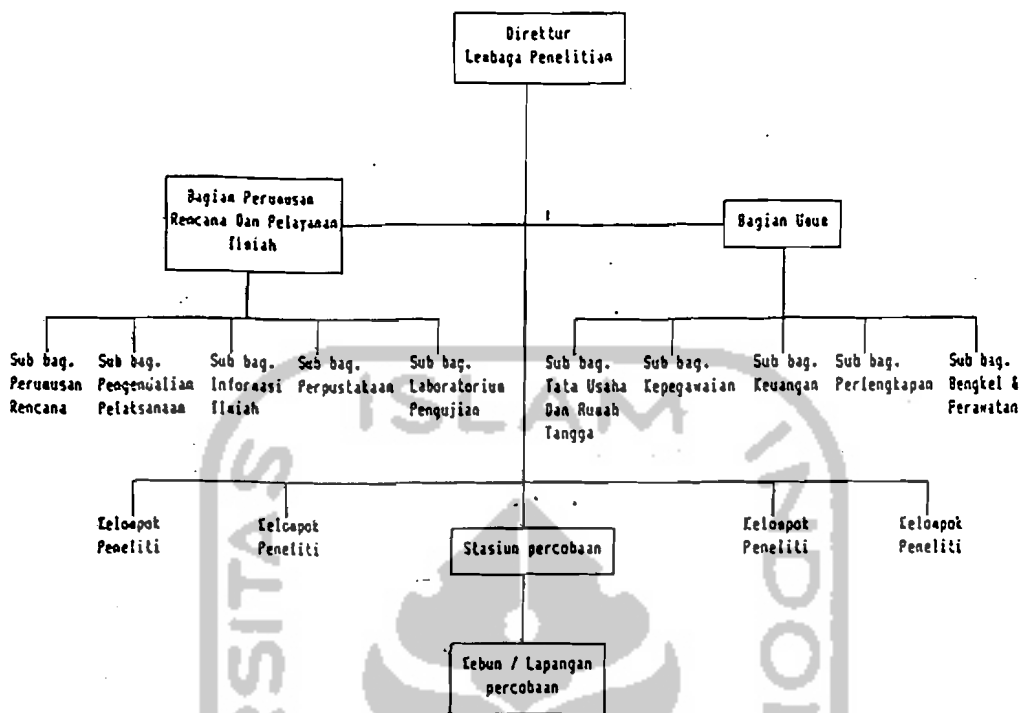 Direktur
Lembaga Penelitian
Bagian Perumusan
Rencana Dan Pelayanan
Ilmiah
Bagian Umum
Sub bag.
Perumusan
Rencana
Sub bag.
Pengendalian
Pelaksanaan
Sub bag.
Informasi
Ilmiah
Sub bag.
Perpustakaan
Sub bag.
Laboratorium
Pengujian
Sub bag.
Tata Usaha
Dan Rumah
Tangga
Sub bag.
Kepegawaian
Sub bag.
Keuangan
Sub bag.
Perlengkapan
Sub bag.
Bengkel &
Perawatan
Kelompok
Peneliti
Kelompok
Peneliti
Stasiun percobaan
Kelompok
Peneliti
Kelompok
Peneliti
Kebun / Lapangan
percobaan
ISLAM
INDO
RSITAS